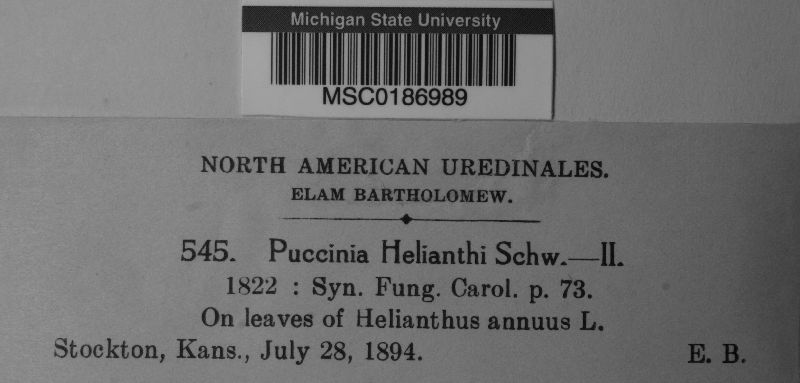 Michigan State University
MSC0186989
NORTH AMERICAN UREDINALES.
ELAM BARTHOLOMEW.
545. Puccinia Helianthi Schw.—II.
1822 : Syn. Fung. Carol. p. 73.
On leaves of Helianthus annuus L.
Stockton, Kans., July 28, 1894. E. B.